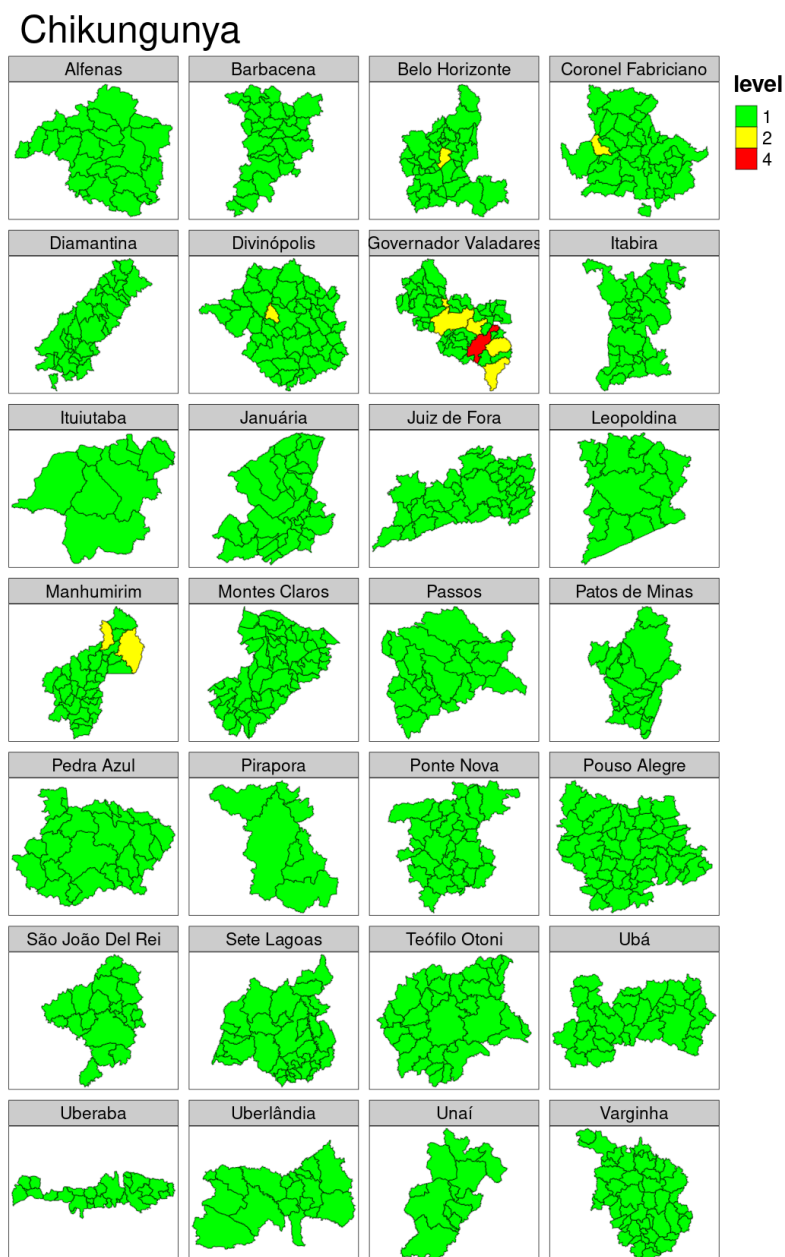 Chikungunya
Alfenas
Barbacena
Belo Horizonte
Coronel Fabriciano
level
1
2
4
Diamantina
Divinópolis
Governador Valadares
Itabira
Ituiutaba
Januária
Juiz de Fora
Leopoldina
Manhumirim
Montes Claros
Passos
Patos de Minas
Pedra Azul
Pirapora
Ponte Nova
Pouso Alegre
São João Del Rei
Sete Lagoas
Teófilo Otoni
Ubá
Uberaba
Uberlândia
Unaí
Varginha